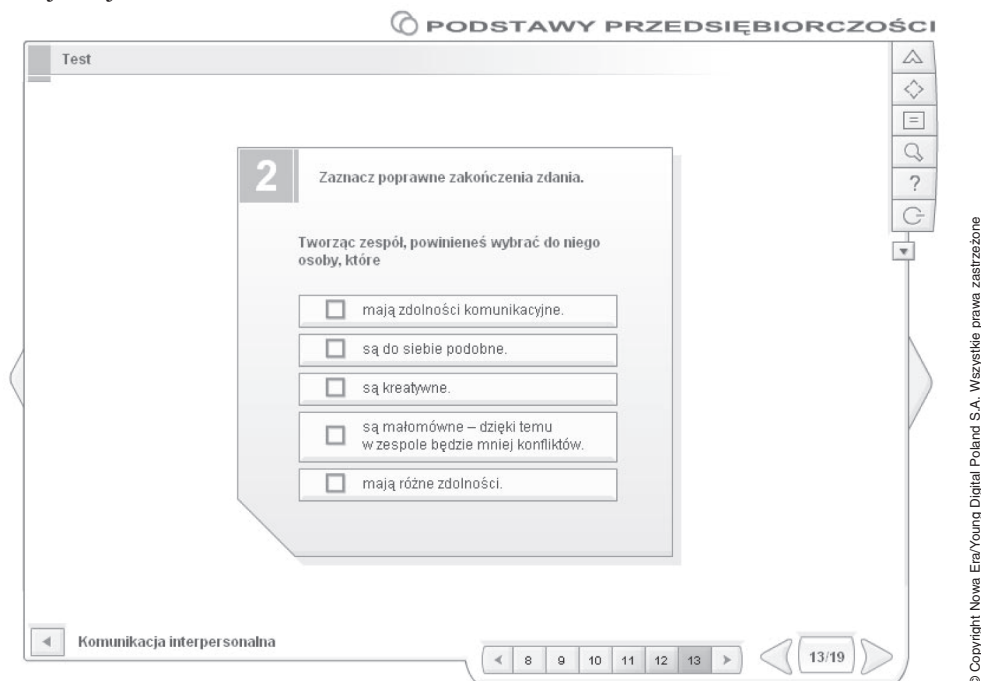 PODSTAWY PRZEDSIĘBIORCZOŚCI
Test
2
Zaznacz poprawne zakończenia zdania.
Tworząc zespół, powinieneś wybrać do niego
osoby, które
mają zdolności komunikacyjne.
są do siebie podobne.
są kreatywne.
są małomówne – dzięki temu
w zespole będzie mniej konfliktów.
mają różne zdolności.
?
Komunikacja interpersonalna
8 9 10 11 12 13
13/19
© Copyright Nowa Era/Young Digital Poland S.A. Wszystkie prawa zastrzeżone